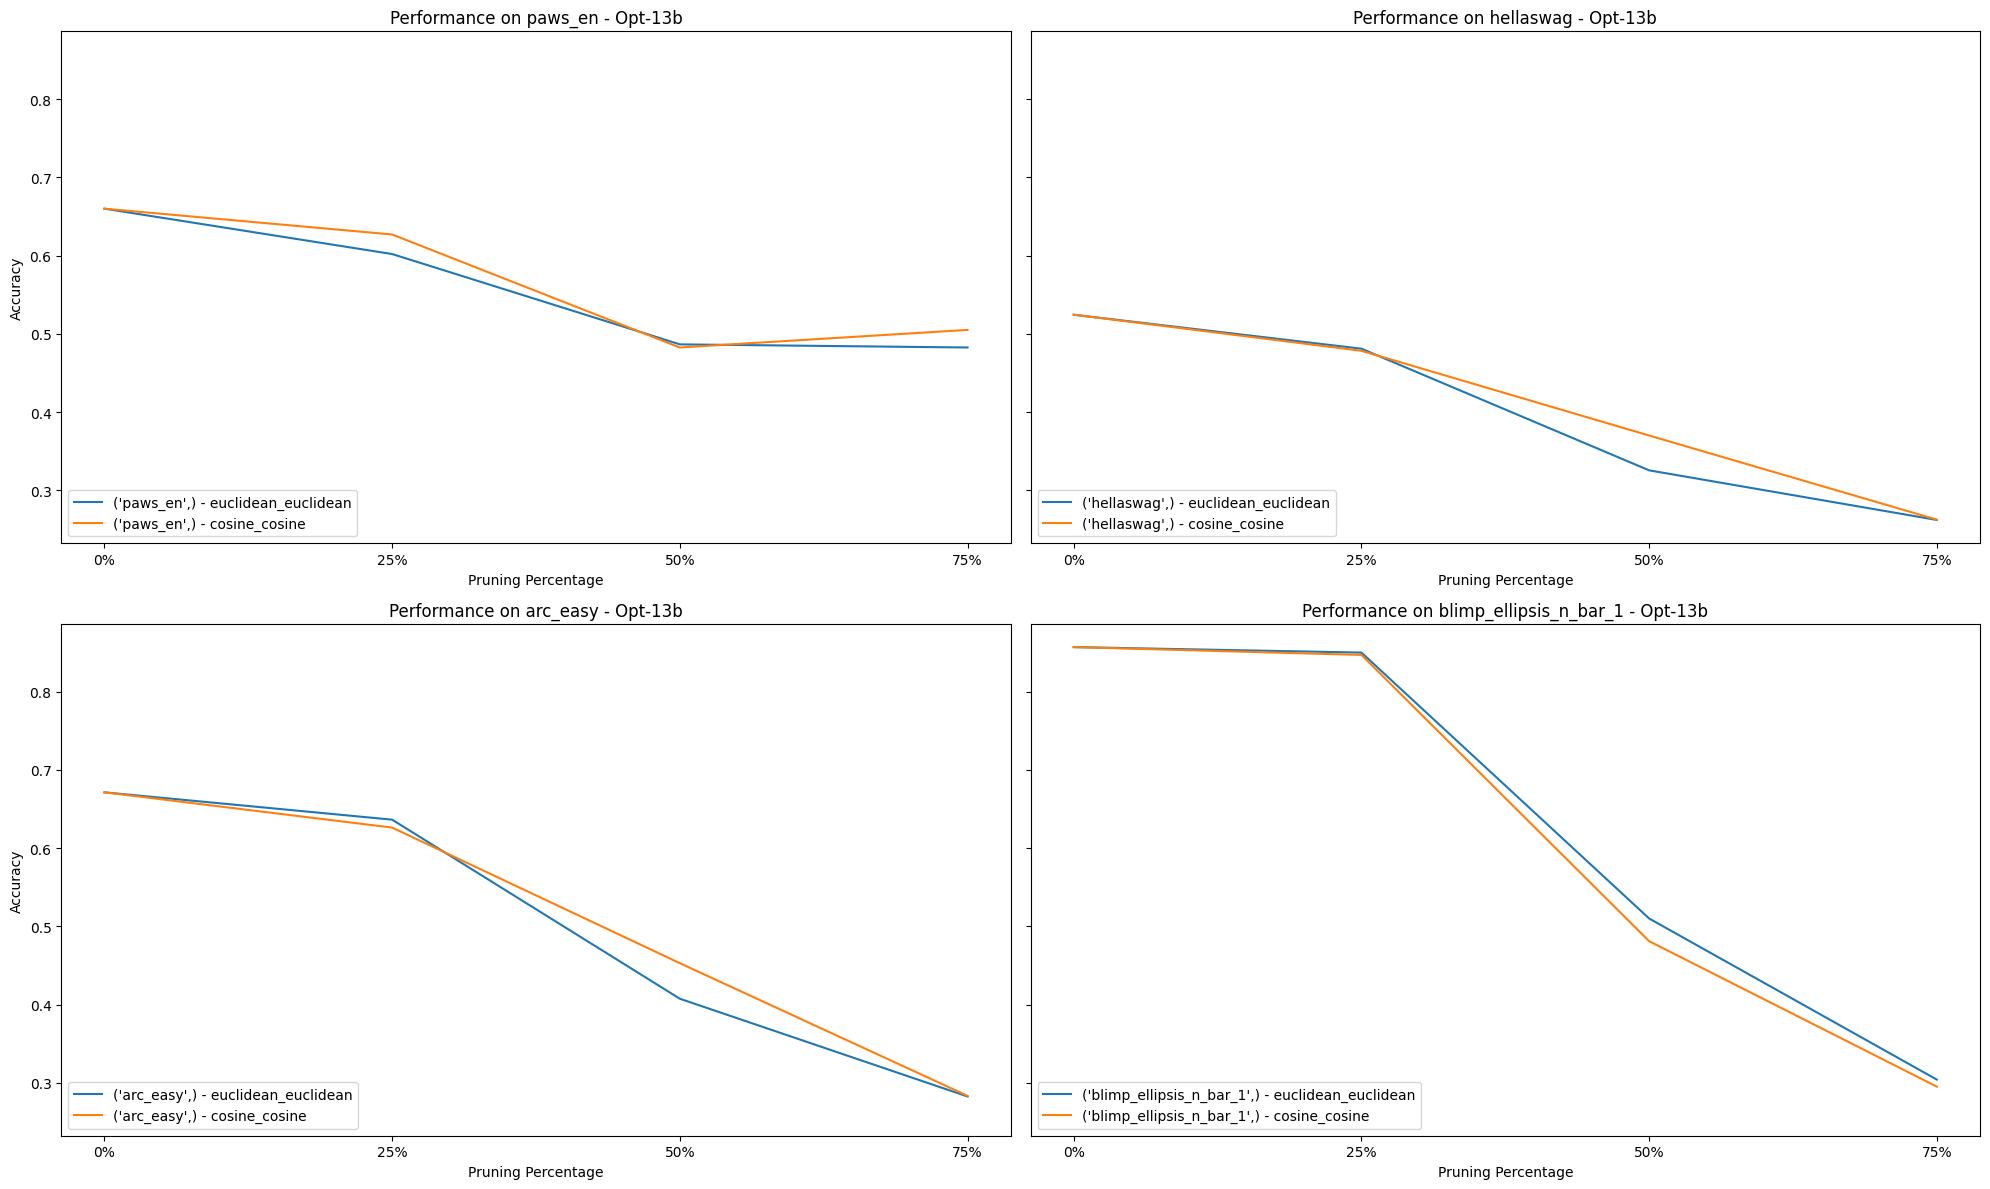 Performance on paws_en - Opt-13b
Accuracy
0.8
0.7
0.6
0.5
0.4
0.3
('paws_en',) - euclidean_euclidean
('paws_en',) - cosine_cosine
0% 25% 50% 75%
Pruning Percentage
Performance on hellaswag - Opt-13b
('hellaswag',) - euclidean_euclidean
('hellaswag',) - cosine_cosine
0% 25% 50% 75%
Pruning Percentage
Performance on arc_easy - Opt-13b
Accuracy
0.8
0.7
0.6
0.5
0.4
0.3
('arc_easy',) - euclidean_euclidean
('arc_easy',) - cosine_cosine
0% 25% 50% 75%
Pruning Percentage
Performance on blimp_ellipsis_n_bar_1 - Opt-13b
('blimp_ellipsis_n_bar_1',) - euclidean_euclidean
('blimp_ellipsis_n_bar_1',) - cosine_cosine
0% 25% 50% 75%
Pruning Percentage